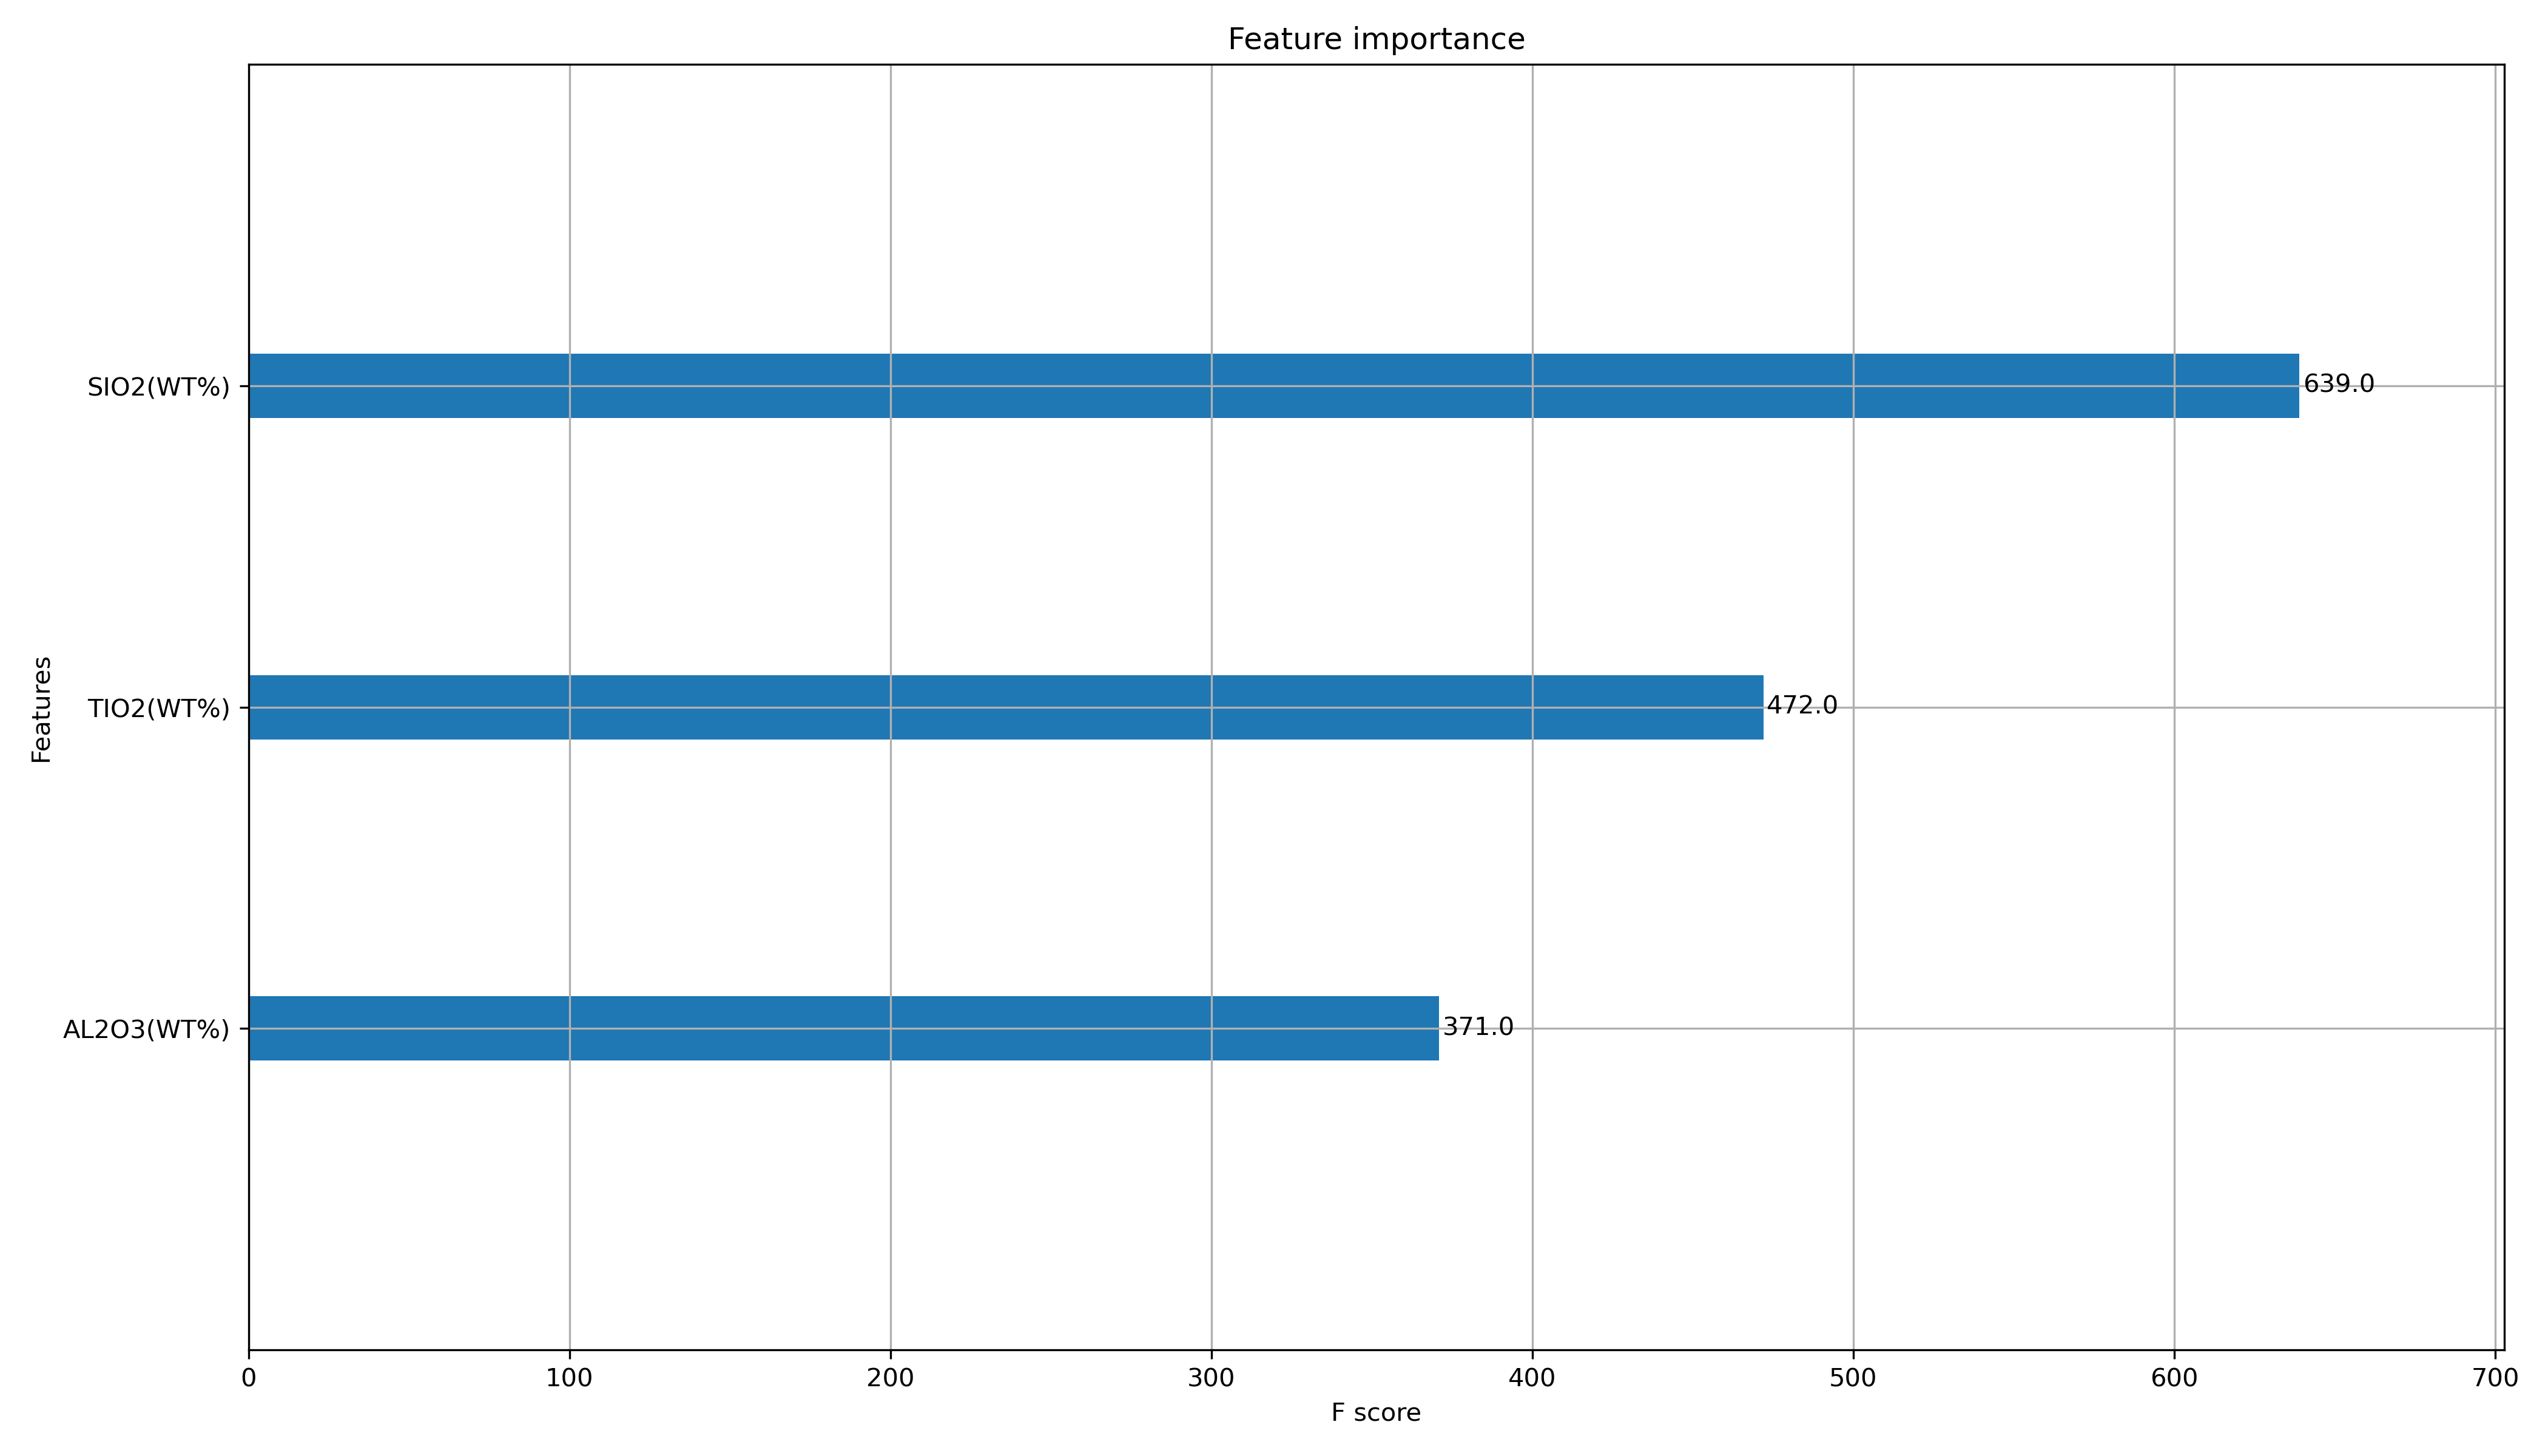 Feature importance
SIO2(WT%)
639.0
TIO2(WT%)
472.0
Features
AL2O3(WT%)
371.0
0 100 200 300 400 500 600 700
F score